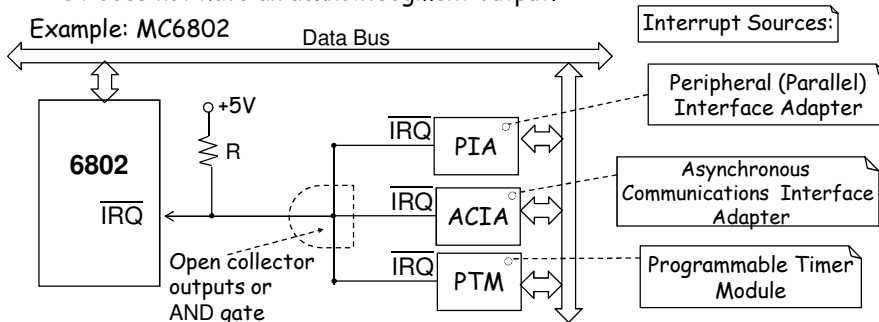 Example: MC6802
Data Bus
Interrupt Sources:
+5V
R
6802
IRQ
IRQ
PIA
IRQ
ACIA
IRQ
PTM
Open collector
outputs or
AND gate
Peripheral (Parallel)
Interface Adapter
Asynchronous
Communications Interface
Adapter
Programmable Timer
Module